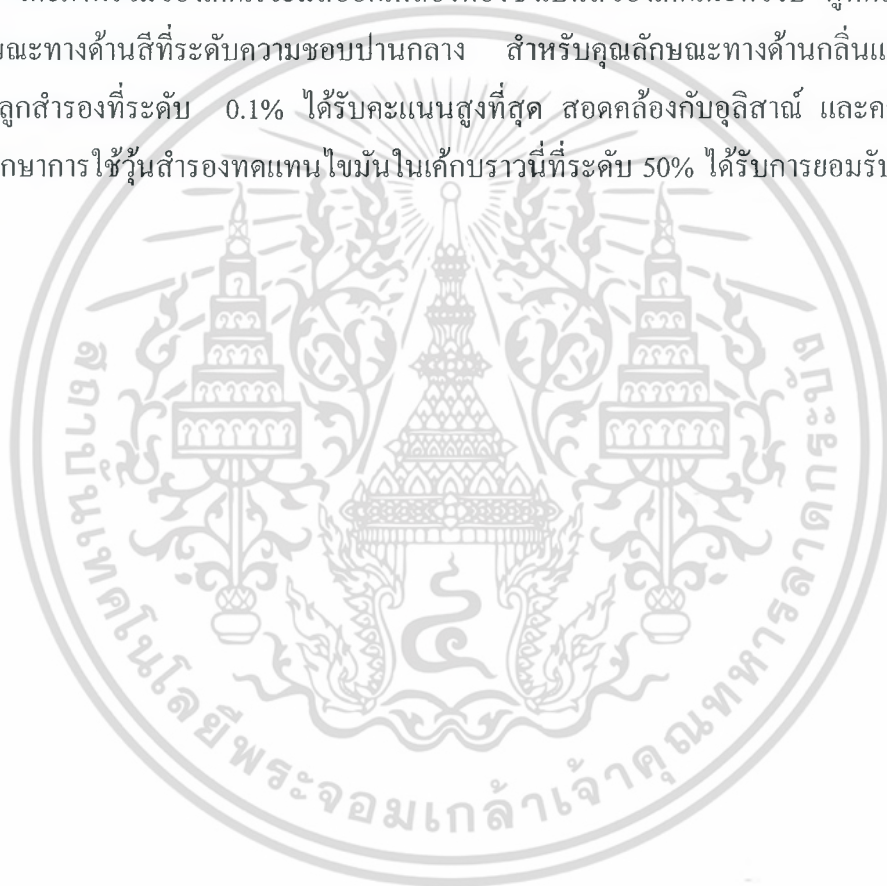 ษณะทางด้านสีที่ระดับความชอบปานกลาง สำหรับคุณลักษณะทางด้านกลิ่นแ
ลูกสำรองที่ระดับ 0.1% ได้รับคะแนนสูงที่สุด สอดคล้องกับอุลิสาณ์ และค
กษาการใช้วุ้นสำรองทดแทนไขมันในเค้กบราวนี่ที่ระดับ 50% ได้รับการยอมรั
สถาบันเทคโนโลยีพระจอมเกล้าเจ้าคุณทหารลาดกระบัง